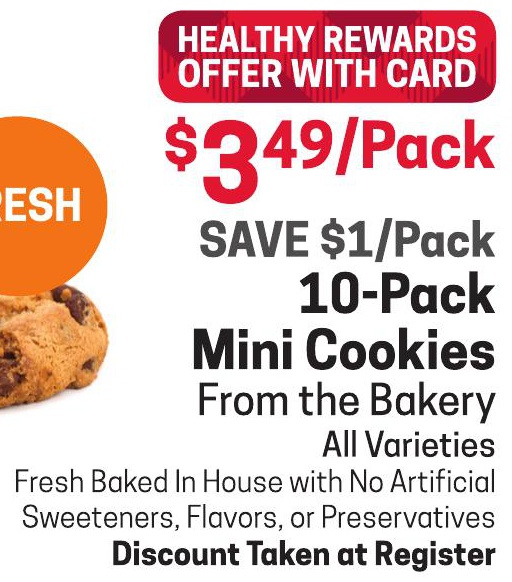 HEALTHY REWARDS
OFFER WITH CARD
$349/Pack
ESH
SAVE $1/Pack
10-Pack
Mini Cookies
From the Bakery
All Varieties
Fresh Baked In House with No Artificial
Sweeteners, Flavors, or Preservatives
Discount Taken at Register